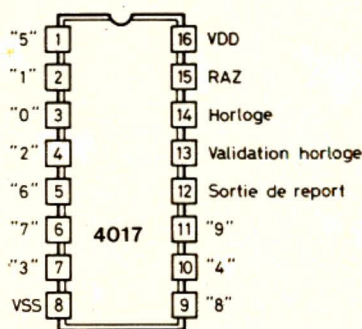 "5" 1 16 VDD
"1" 2 15 RAZ
"0" 3 14 Horloge
"2" 4 13 Validation horloge
"6" 5 12 Sortie de report
"7" 6 4017 11 "9"
"3" 7 10 "4"
VSS 8 9 "8"